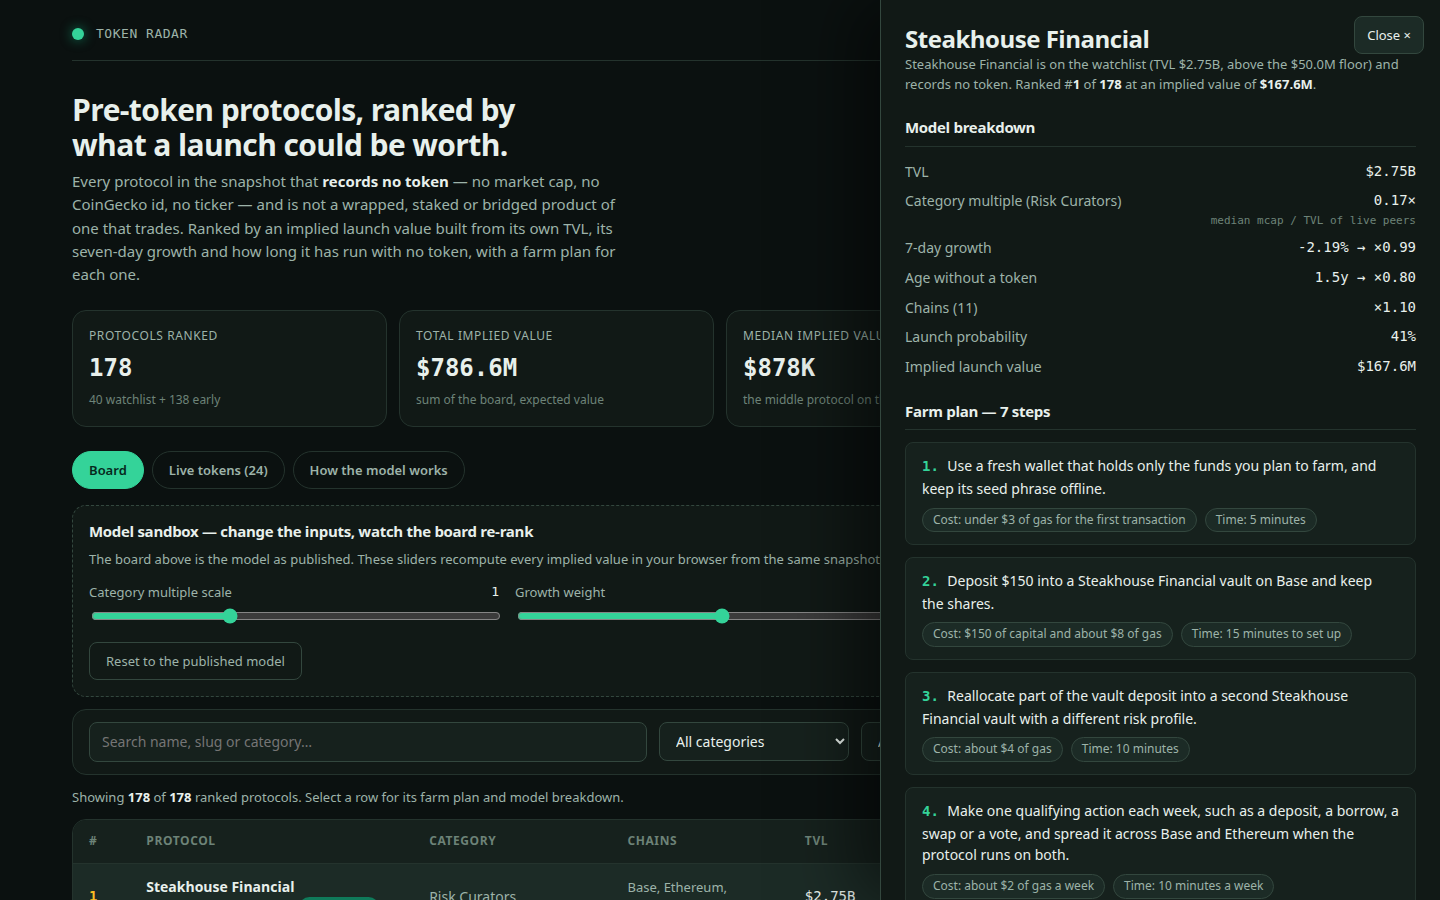 TOKEN RADAR
Pre-token protocols, ranked by
what a launch could be worth.
Every protocol in the snapshot that records no token — no market cap, no
CoinGecko id, no ticker — and is not a wrapped, staked or bridged product of
one that trades. Ranked by an implied launch value built from its own TVL, its
seven-day growth and how long it has run with no token, with a farm plan for
each one.
PROTOCOLS RANKED
178
40 watchlist + 138 early
TOTAL IMPLIED VALUE
$786.6M
sum of the board, expected value
MEDIAN IMPLIED VALU
$878K
the middle protocol on t
Board
Live tokens (24)
How the model works
Model sandbox — change the inputs, watch the board re-rank
The board above is the model as published. These sliders recompute every implied value in your browser from the same snapshot
Category multiple scale 1
Growth weight
Reset to the published model
Search name, slug or category...
All categories
Showing 178 of 178 ranked protocols. Select a row for its farm plan and model breakdown.
# PROTOCOL CATEGORY CHAINS TVL
1 Steakhouse Financial Risk Curators Base, Ethereum, $2.75B
Steakhouse Financial
Close ×
Steakhouse Financial is on the watchlist (TVL $2.75B, above the $50.0M floor) and
records no token. Ranked #1 of 178 at an implied value of $167.6M.
Model breakdown
TVL $2.75B
Category multiple (Risk Curators) 0.17×
median mcap / TVL of live peers
7-day growth -2.19% → ×0.99
Age without a token 1.5y → ×0.80
Chains (11) ×1.10
Launch probability 41%
Implied launch value $167.6M
Farm plan — 7 steps
1. Use a fresh wallet that holds only the funds you plan to farm, and
keep its seed phrase offline.
Cost: under $3 of gas for the first transaction
Time: 5 minutes
2. Deposit $150 into a Steakhouse Financial vault on Base and keep
the shares.
Cost: $150 of capital and about $8 of gas
Time: 15 minutes to set up
3. Reallocate part of the vault deposit into a second Steakhouse
Financial vault with a different risk profile.
Cost: about $4 of gas
Time: 10 minutes
4. Make one qualifying action each week, such as a deposit, a borrow, a
swap or a vote, and spread it across Base and Ethereum when the
protocol runs on both.
Cost: about $2 of gas a week
Time: 10 minutes a week